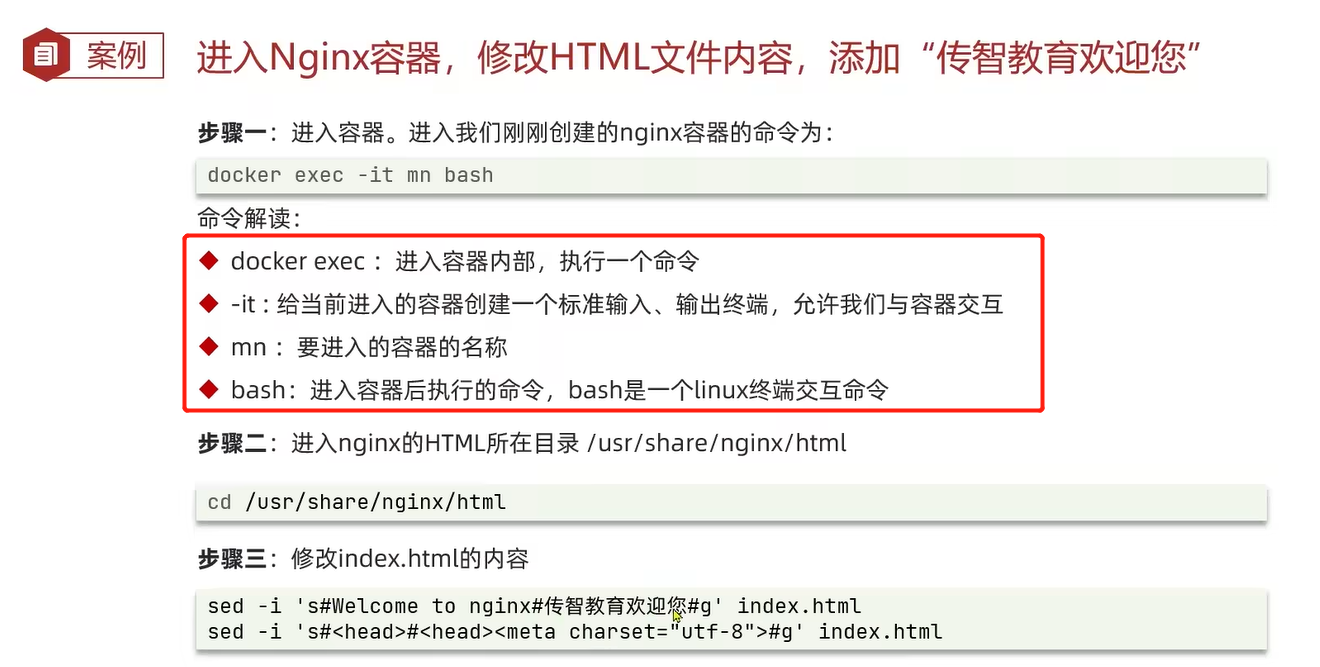 案例
进入Nginx容器，修改HTML文件内容，添加“传智教育欢迎您”
步骤一：进入容器。进入我们刚刚创建的nginx容器的命令为：
docker exec -it mn bash
命令解读：
docker exec ：进入容器内部，执行一个命令
-it : 给当前进入的容器创建一个标准输入、输出终端，允许我们与容器交互
mn ：要进入的容器的名称
bash：进入容器后执行的命令，bash是一个linux终端交互命令
步骤二：进入nginx的HTML所在目录 /usr/share/nginx/html
cd /usr/share/nginx/html
步骤三：修改index.html的内容
sed -i 's#Welcome to nginx#传智教育欢迎您#g' index.html
sed -i 's#<head>#<head><meta charset="utf-8">#g' index.html